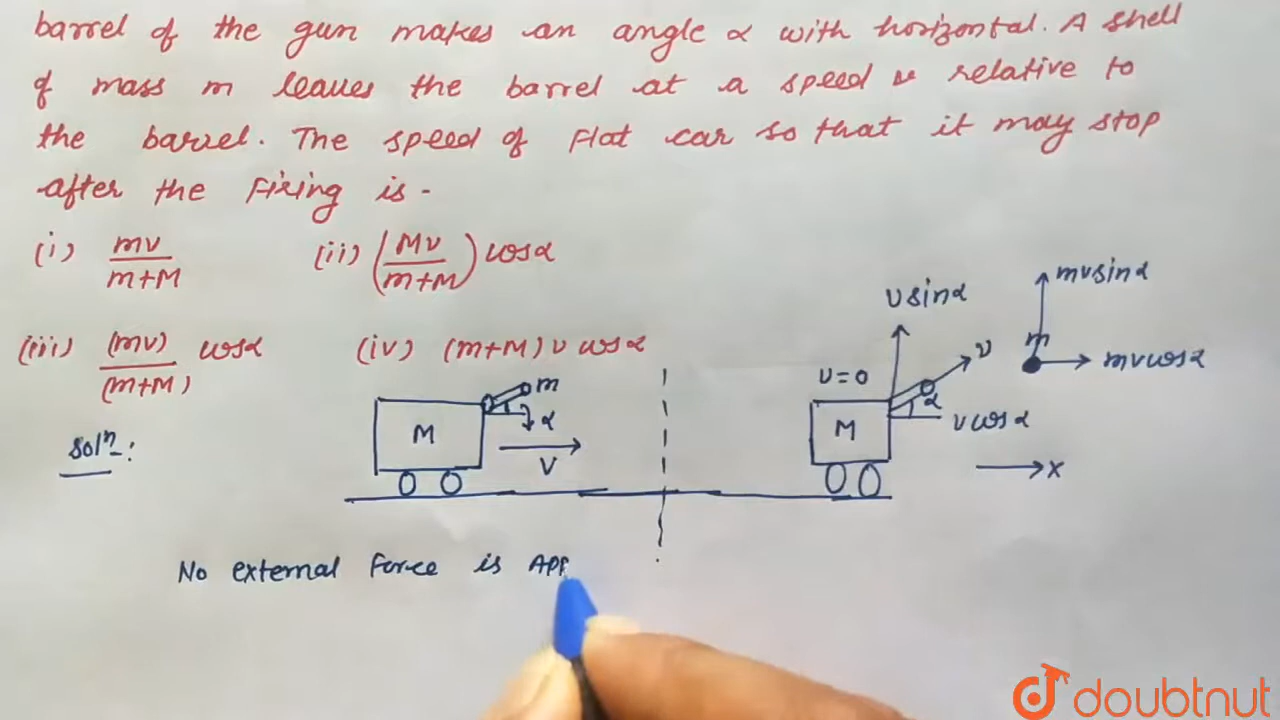 barrel of the gun makes an angle α with horizontal. A shell
of mass m leaves the barrel at a speed v relative to
the barrel. The speed of Flat car so that it may stop
after the Firing is -
(i) mv/m+M (ii) (Mv/m+M) cosα
(iii) (mv)/(m+M) cosα (iv) (m+M) v cosα
Solⁿ:
M
m
α
V
v=0
M
v sinα
v
α
v cosα
m
mvsinα
mvcosα
X
No external Force is APP
doubtnut